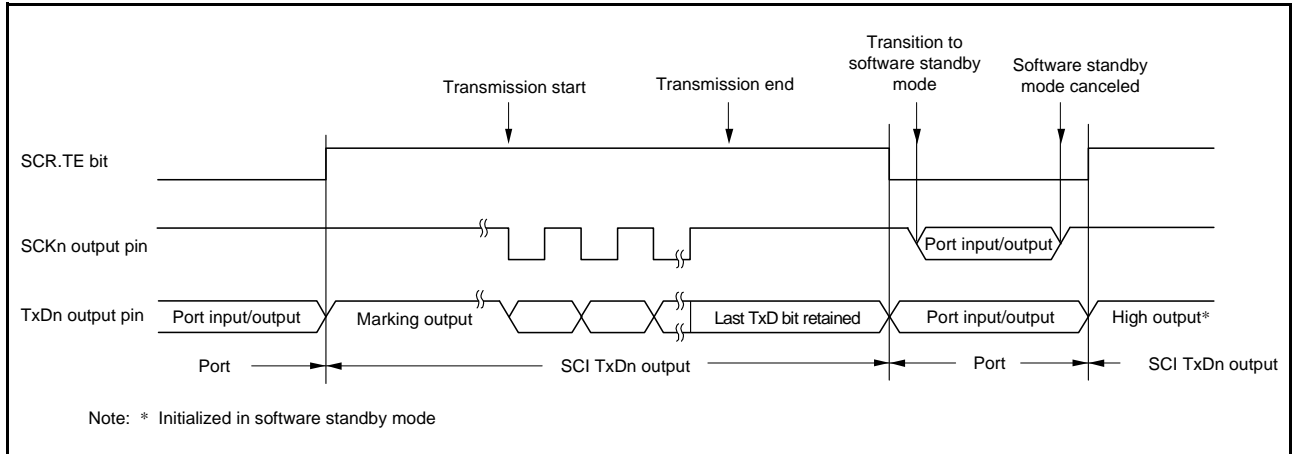 Transition to
software standby
mode
Software standby
mode canceled
Transmission start
Transmission end
SCR.TE bit
SCKn output pin
Port input/output
TxDn output pin
Port input/output
Marking output
Last TxD bit retained
Port input/output
High output*
Port
SCI TxDn output
Port
SCI TxDn output
Note: * Initialized in software standby mode